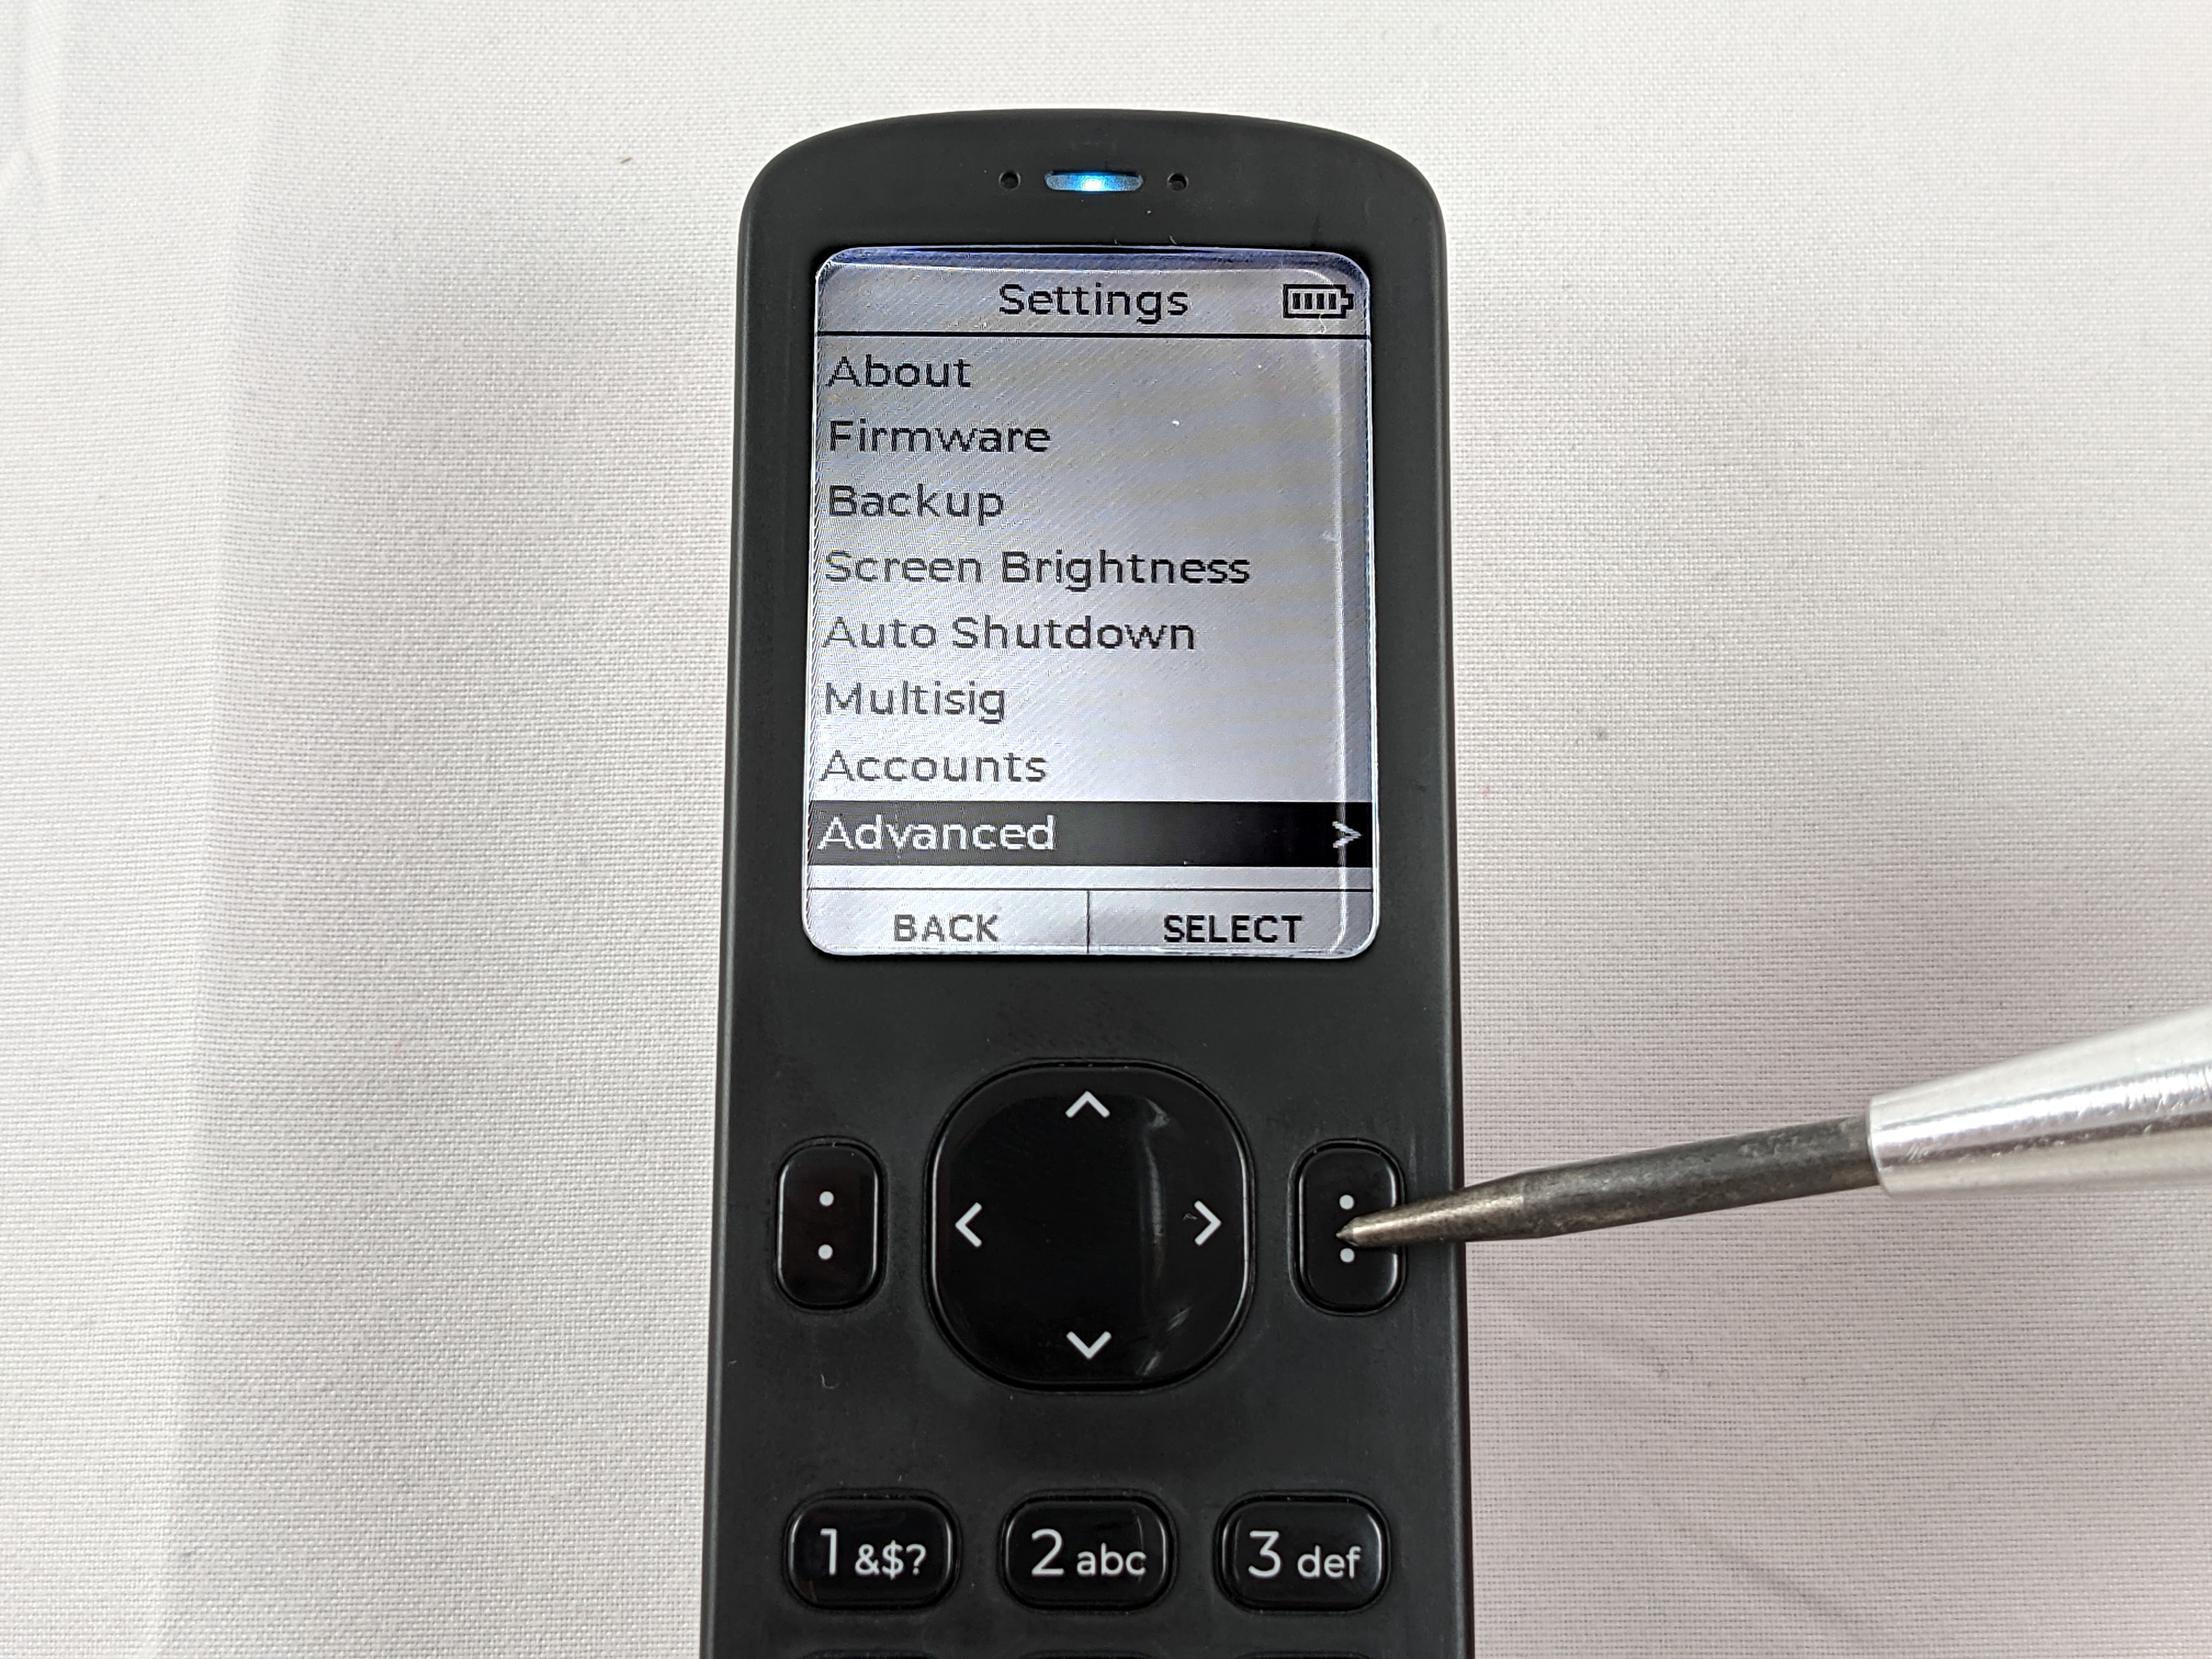 Settings
About
Firmware
Backup
Screen Brightness
Auto Shutdown
Multisig
Accounts
Advanced >
BACK SELECT
1 &$? 2 abc 3 def